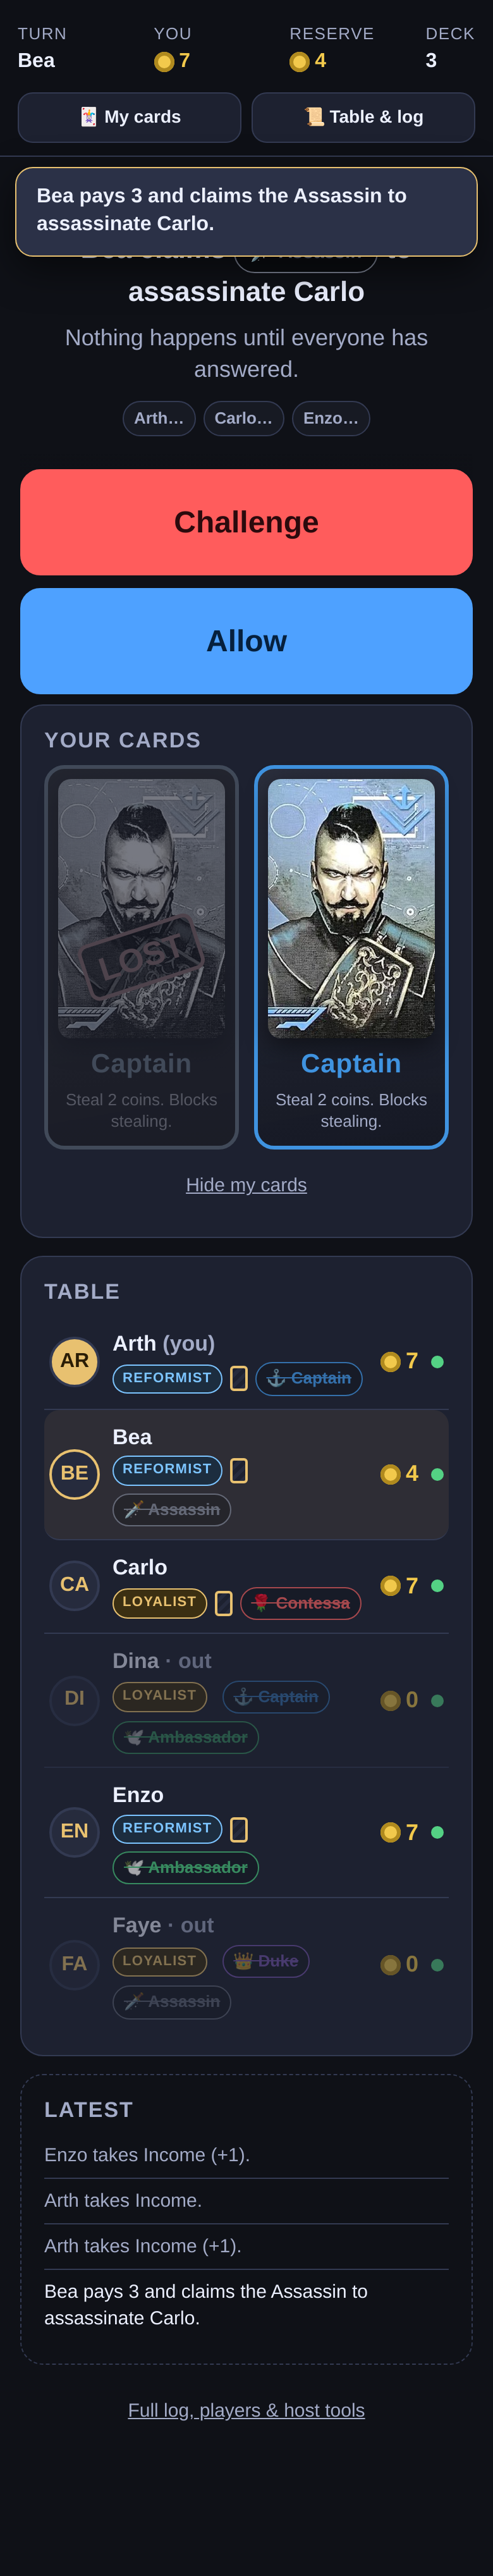 TURN YOU RESERVE DECK
Bea 7 4 3
🃏 My cards
📜 Table & log
Bea pays 3 and claims the Assassin to
assassinate Carlo.
assassinate Carlo
Nothing happens until everyone has
answered.
Arth… Carlo… Enzo…
Challenge
Allow
YOUR CARDS
LOST
Captain
Steal 2 coins. Blocks
stealing.
Captain
Steal 2 coins. Blocks
stealing.
Hide my cards
TABLE
AR
Arth (you)
REFORMIST ⚓ Captain
7
BE
Bea
REFORMIST
🗡 Assassin
4
CA
Carlo
LOYALIST 🌹 Contessa
7
DI
Dina · out
LOYALIST ⚓ Captain
🕊 Ambassador
0
EN
Enzo
REFORMIST
🕊 Ambassador
7
FA
Faye · out
LOYALIST 👑 Duke
🗡 Assassin
0
LATEST
Enzo takes Income (+1).
Arth takes Income.
Arth takes Income (+1).
Bea pays 3 and claims the Assassin to
assassinate Carlo.
Full log, players & host tools